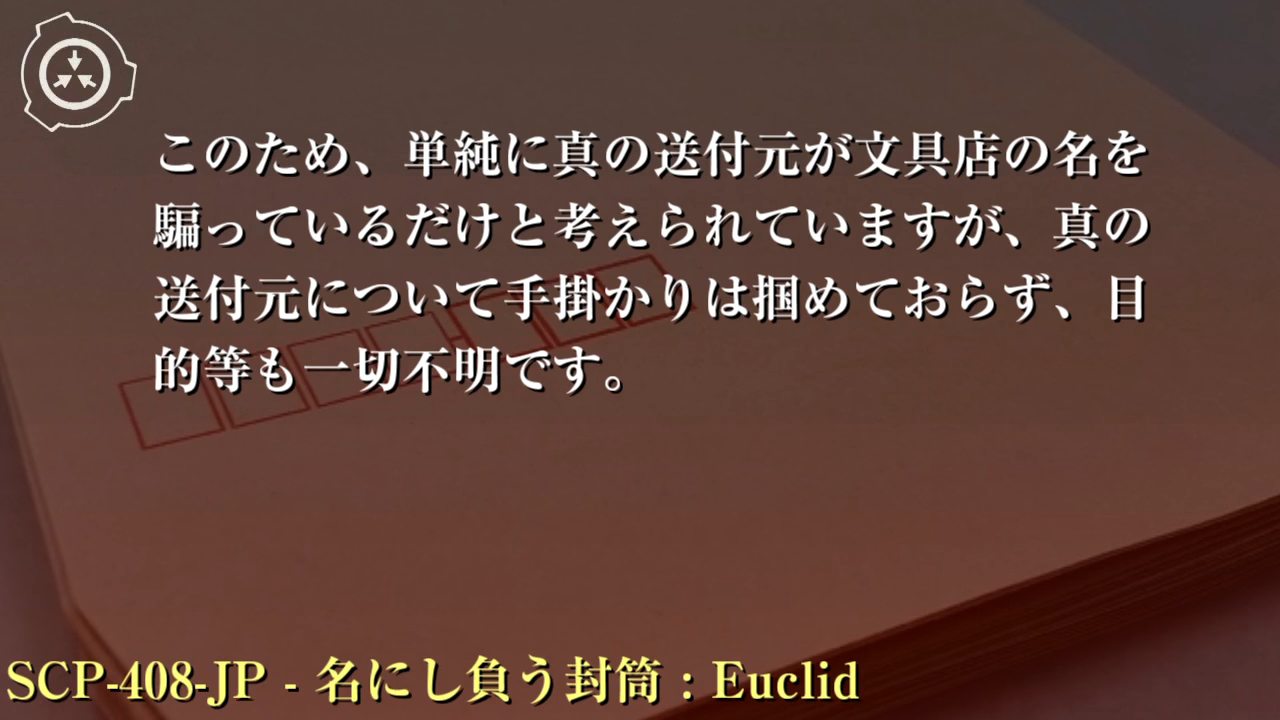 このため、単純に真の送付元が文具店の名を
騙っているだけと考えられていますが、真の
送付元について手掛かりは掴めておらず、目
的等も一切不明です。
SCP-408-JP - 名にし負う封筒：Euclid